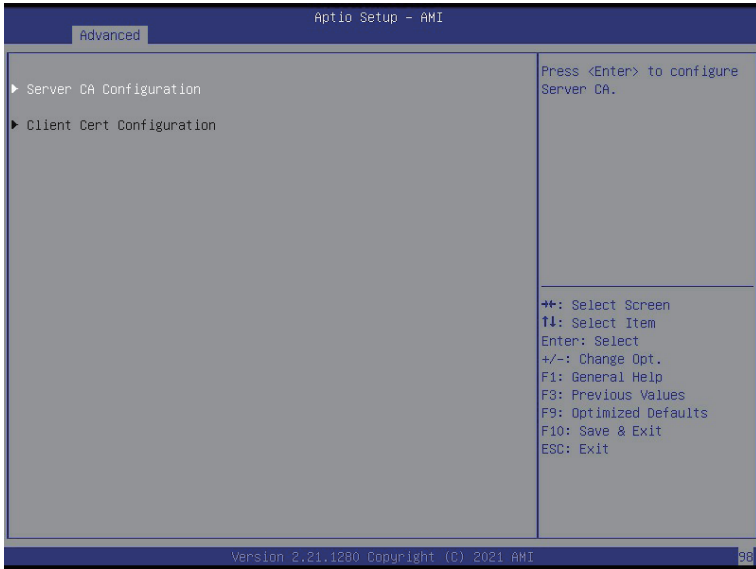 Aptio Setup – AMI
Advanced
Server CA Configuration
Client Cert Configuration
Press <Enter> to configure
Server CA.
→←: Select Screen
↑↓: Select Item
Enter: Select
+/-: Change Opt.
F1: General Help
F3: Previous Values
F9: Optimized Defaults
F10: Save & Exit
ESC: Exit
Version 2.21.1280 Copyright (C) 2021 AMI
98